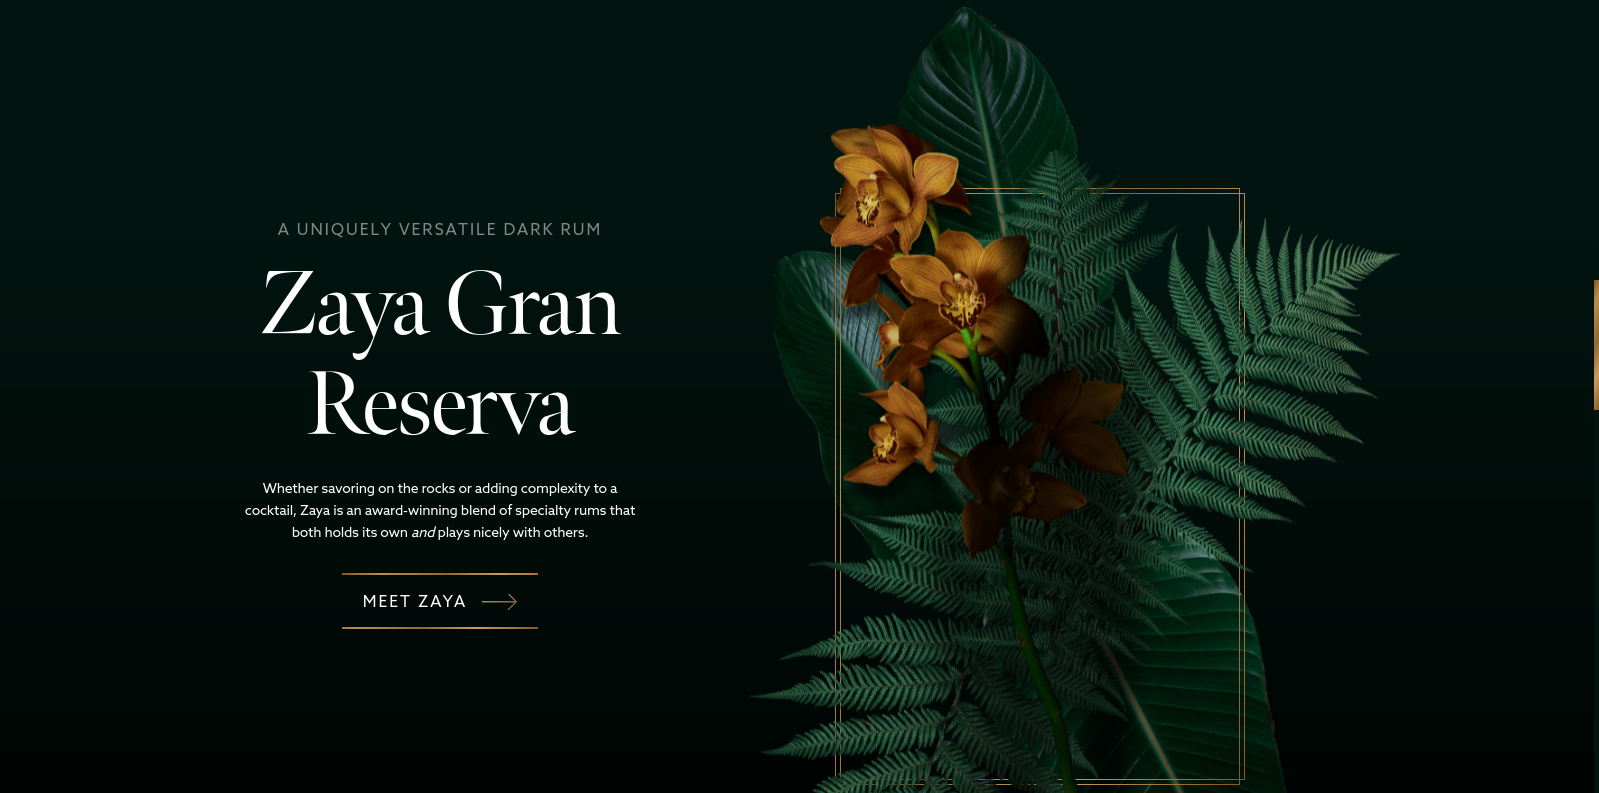 A UNIQUELY VERSATILE DARK RUM
Zaya Gran
Reserva
Whether savoring on the rocks or adding complexity to a
cocktail, Zaya is an award-winning blend of specialty rums that
both holds its own and plays nicely with others.
MEET ZAYA